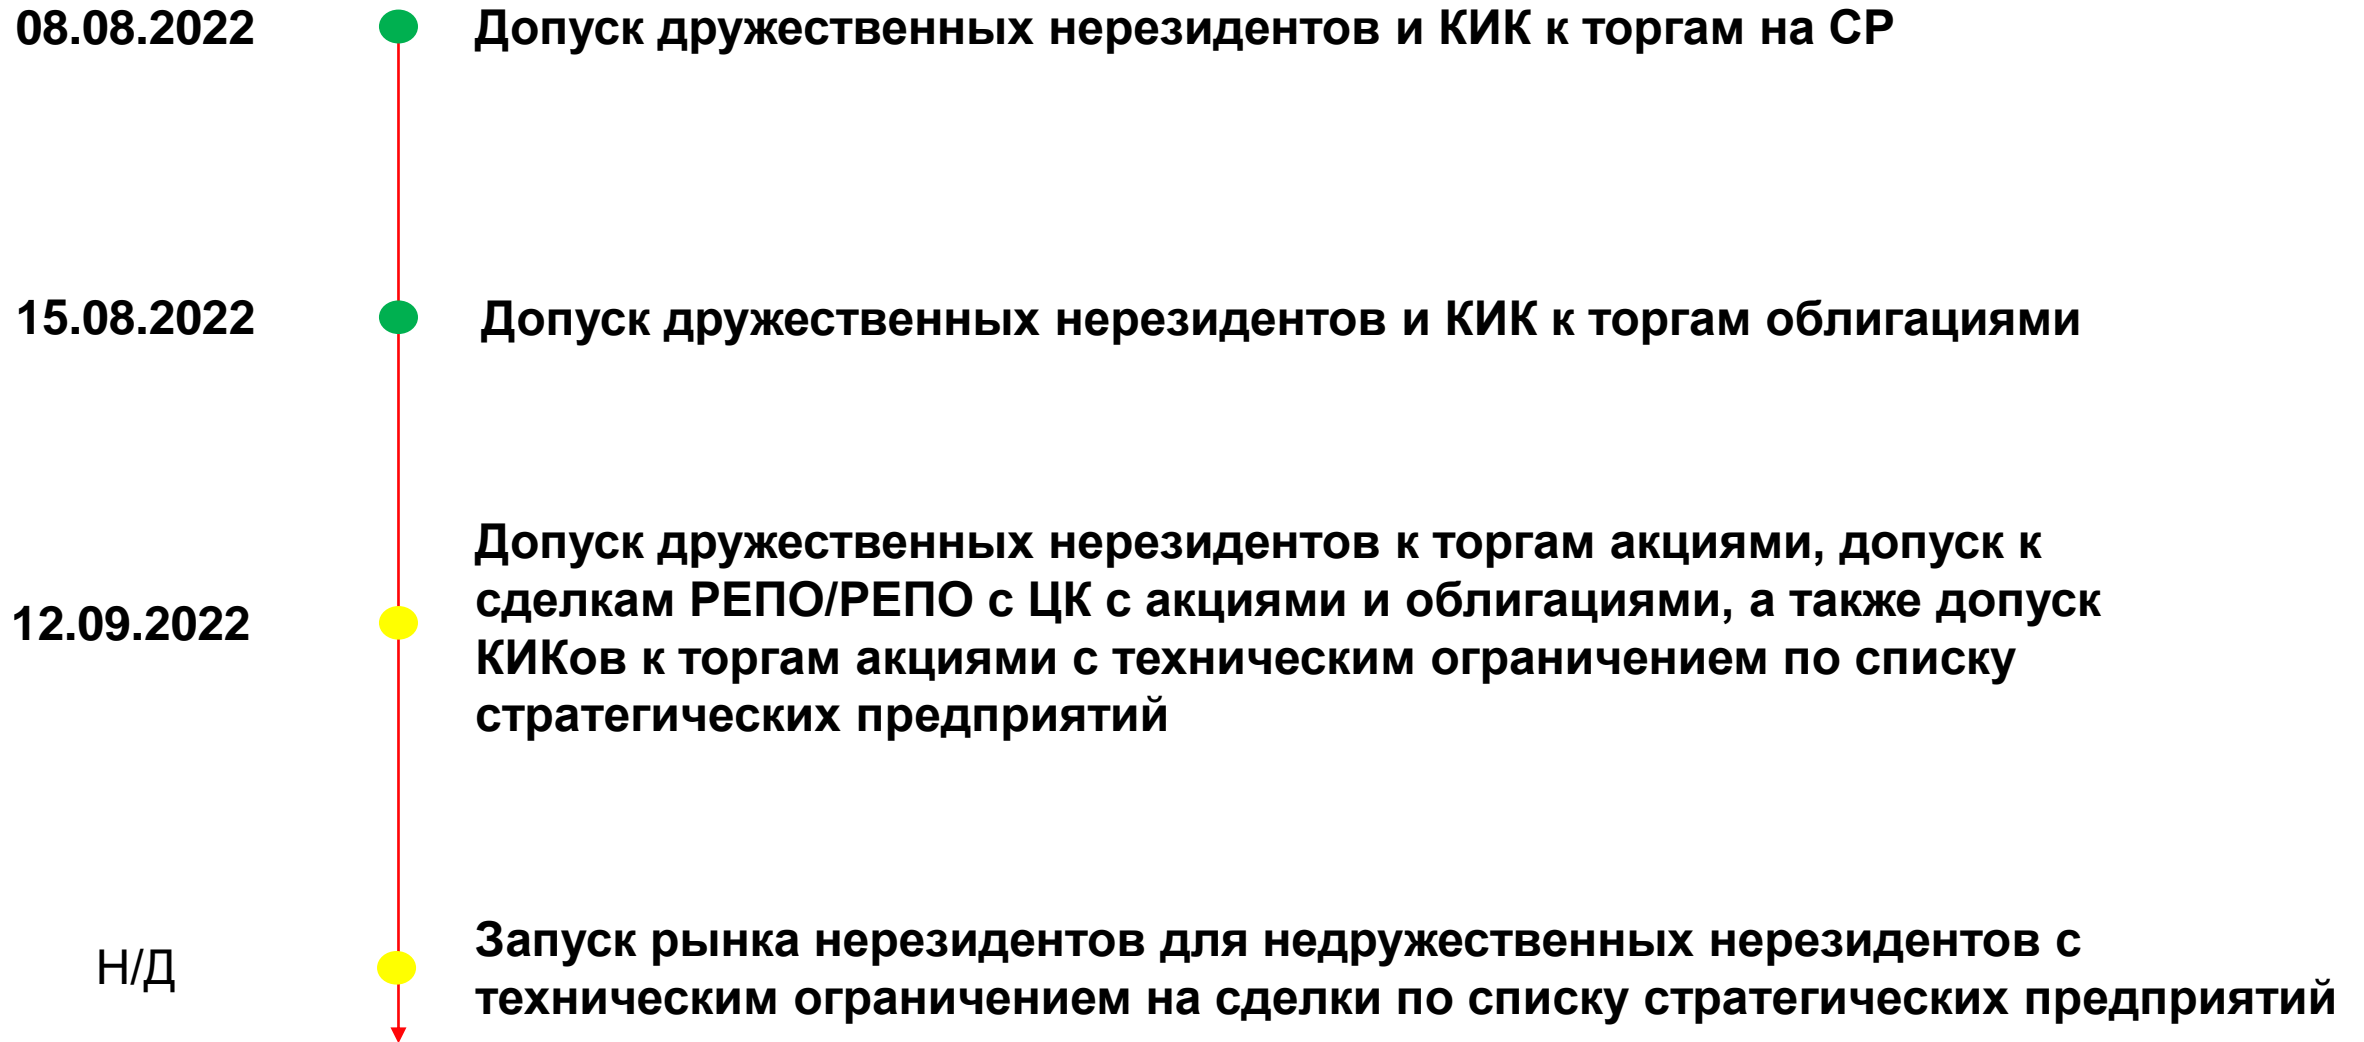 08.08.2022
Допуск дружественных нерезидентов и КИК к торгам на СР
15.08.2022
Допуск дружественных нерезидентов и КИК к торгам облигациями
12.09.2022
Допуск дружественных нерезидентов к торгам акциями, допуск к
сделкам РЕПО/РЕПО с ЦК с акциями и облигациями, а также допуск
КИКов к торгам акциями с техническим ограничением по списку
стратегических предприятий
Н/Д
Запуск рынка нерезидентов для недружественных нерезидентов с
техническим ограничением на сделки по списку стратегических предприятий